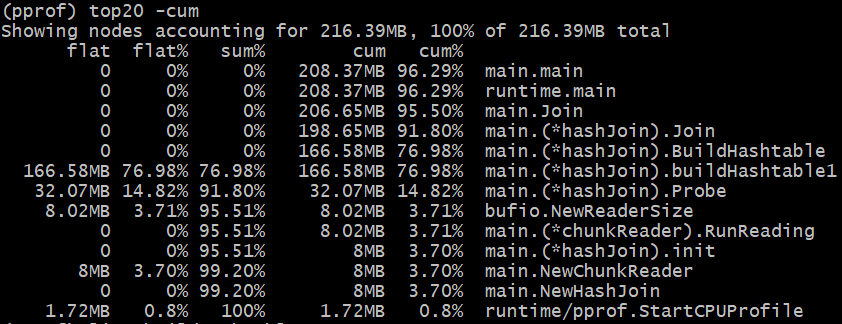 (pprof) top20 -cum
Showing nodes accounting for 216.39MB, 100% of 216.39MB total
flat flat% sum% cum cum%
0 0% 0% 208.37MB 96.29% main.main
0 0% 0% 208.37MB 96.29% runtime.main
0 0% 0% 206.65MB 95.50% main.Join
0 0% 0% 198.65MB 91.80% main.(*hashJoin).Join
0 0% 0% 166.58MB 76.98% main.(*hashJoin).BuildHashtable
166.58MB 76.98% 76.98% 166.58MB 76.98% main.(*hashJoin).buildHashtable1
32.07MB 14.82% 91.80% 32.07MB 14.82% main.(*hashJoin).Probe
8.02MB 3.71% 95.51% 8.02MB 3.71% bufio.NewReaderSize
0 0% 95.51% 8.02MB 3.71% main.(*chunkReader).RunReading
0 0% 95.51% 8MB 3.70% main.(*hashJoin).init
8MB 3.70% 99.20% 8MB 3.70% main.NewChunkReader
0 0% 99.20% 8MB 3.70% main.NewHashJoin
1.72MB 0.8% 100% 1.72MB 0.8% runtime/pprof.StartCPUProfile